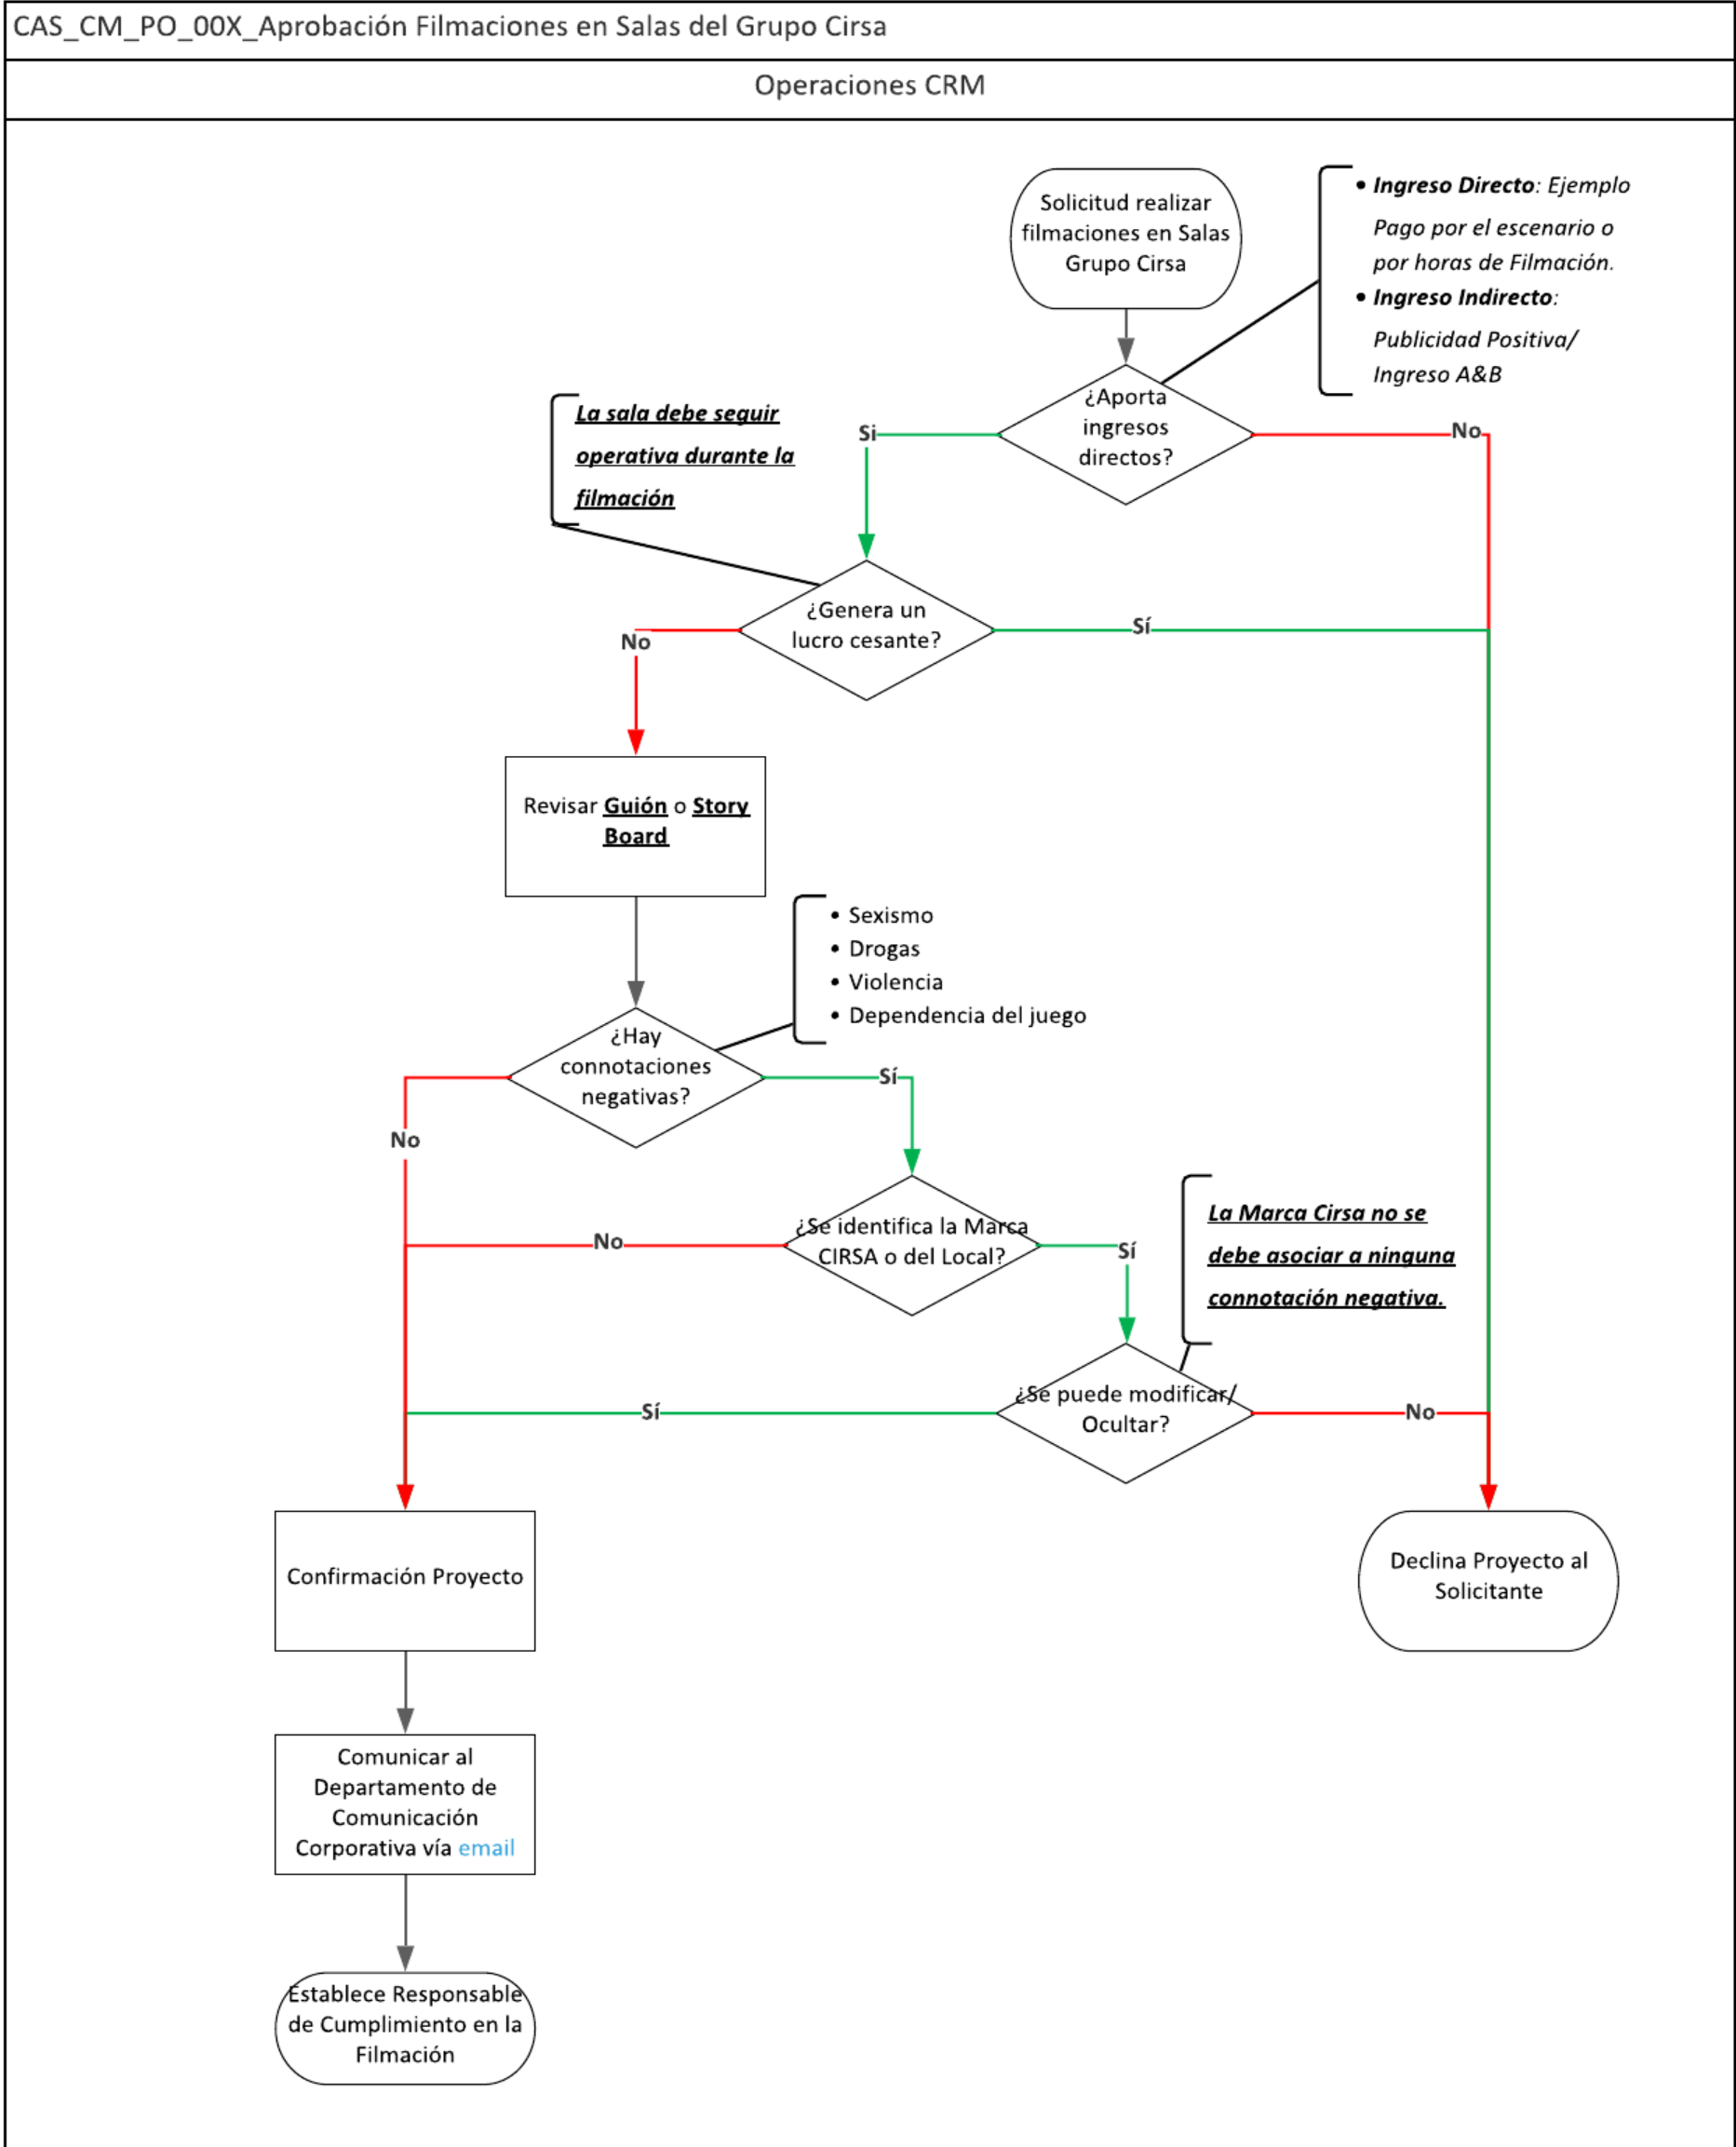 CAS_CM_PO_00X_Aprobación Filmaciones en Salas del Grupo Cirsa
Operaciones CRM
Solicitud realizar
filmaciones en Salas
Grupo Cirsa
• Ingreso Directo: Ejemplo
Pago por el escenario o
por horas de Filmación.
• Ingreso Indirecto:
Publicidad Positiva/
Ingreso A&B
¿Aporta
ingresos
directos?
Si
No
La sala debe seguir
operativa durante la
filmación
¿Genera un
lucro cesante?
No
Sí
Revisar Guión o Story
Board
• Sexismo
• Drogas
• Violencia
• Dependencia del juego
¿Hay
connotaciones
negativas?
Sí
No
¿Se identifica la Marca
CIRSA o del Local?
No
Sí
La Marca Cirsa no se
debe asociar a ninguna
connotación negativa.
¿Se puede modificar/
Ocultar?
Sí
No
Confirmación Proyecto
Declina Proyecto al
Solicitante
Comunicar al
Departamento de
Comunicación
Corporativa vía email
Establece Responsable
de Cumplimiento en la
Filmación